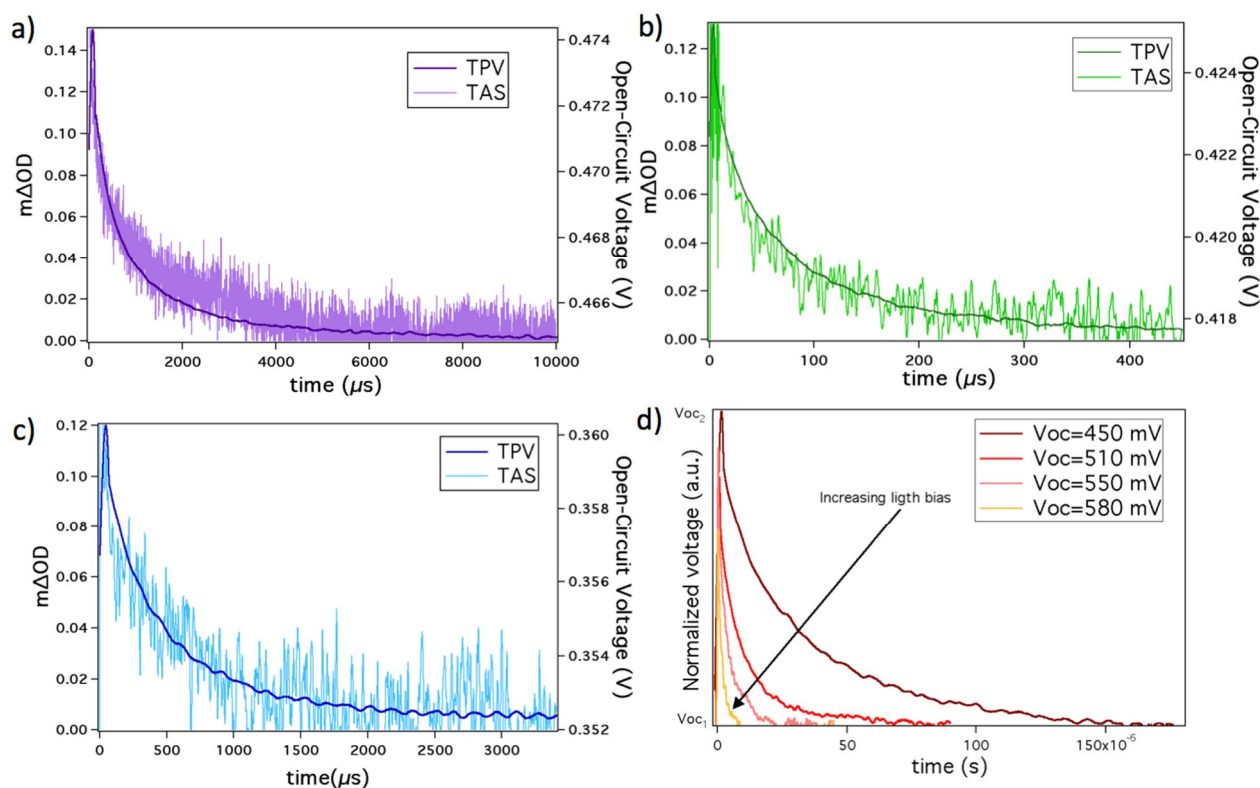 a)
TPV
TAS
0.14
0.12
0.10
0.08
0.06
0.04
0.02
0.00
m∆OD
0.474
0.472
0.470
0.468
0.466
Open-Circuit Voltage (V)
0
2000
4000
6000
8000
10000
time (µs)
b)
TPV
TAS
0.12
0.10
0.08
0.06
0.04
0.02
0.00
m∆OD
0.424
0.422
0.420
0.418
Open-Circuit Voltage (V)
0
100
200
300
400
time (µs)
c)
TPV
TAS
0.12
0.10
0.08
0.06
0.04
0.02
0.00
m∆OD
0.360
0.358
0.356
0.354
0.352
Open-Circuit Voltage (V)
0
500
1000
1500
2000
2500
3000
time(µs)
d)
Voc=450 mV
Voc=510 mV
Voc=550 mV
Voc=580 mV
Increasing ligth bias
Voc₂
Voc₁
Normalized voltage (a.u.)
0
50
100
150x10⁻⁶
time (s)